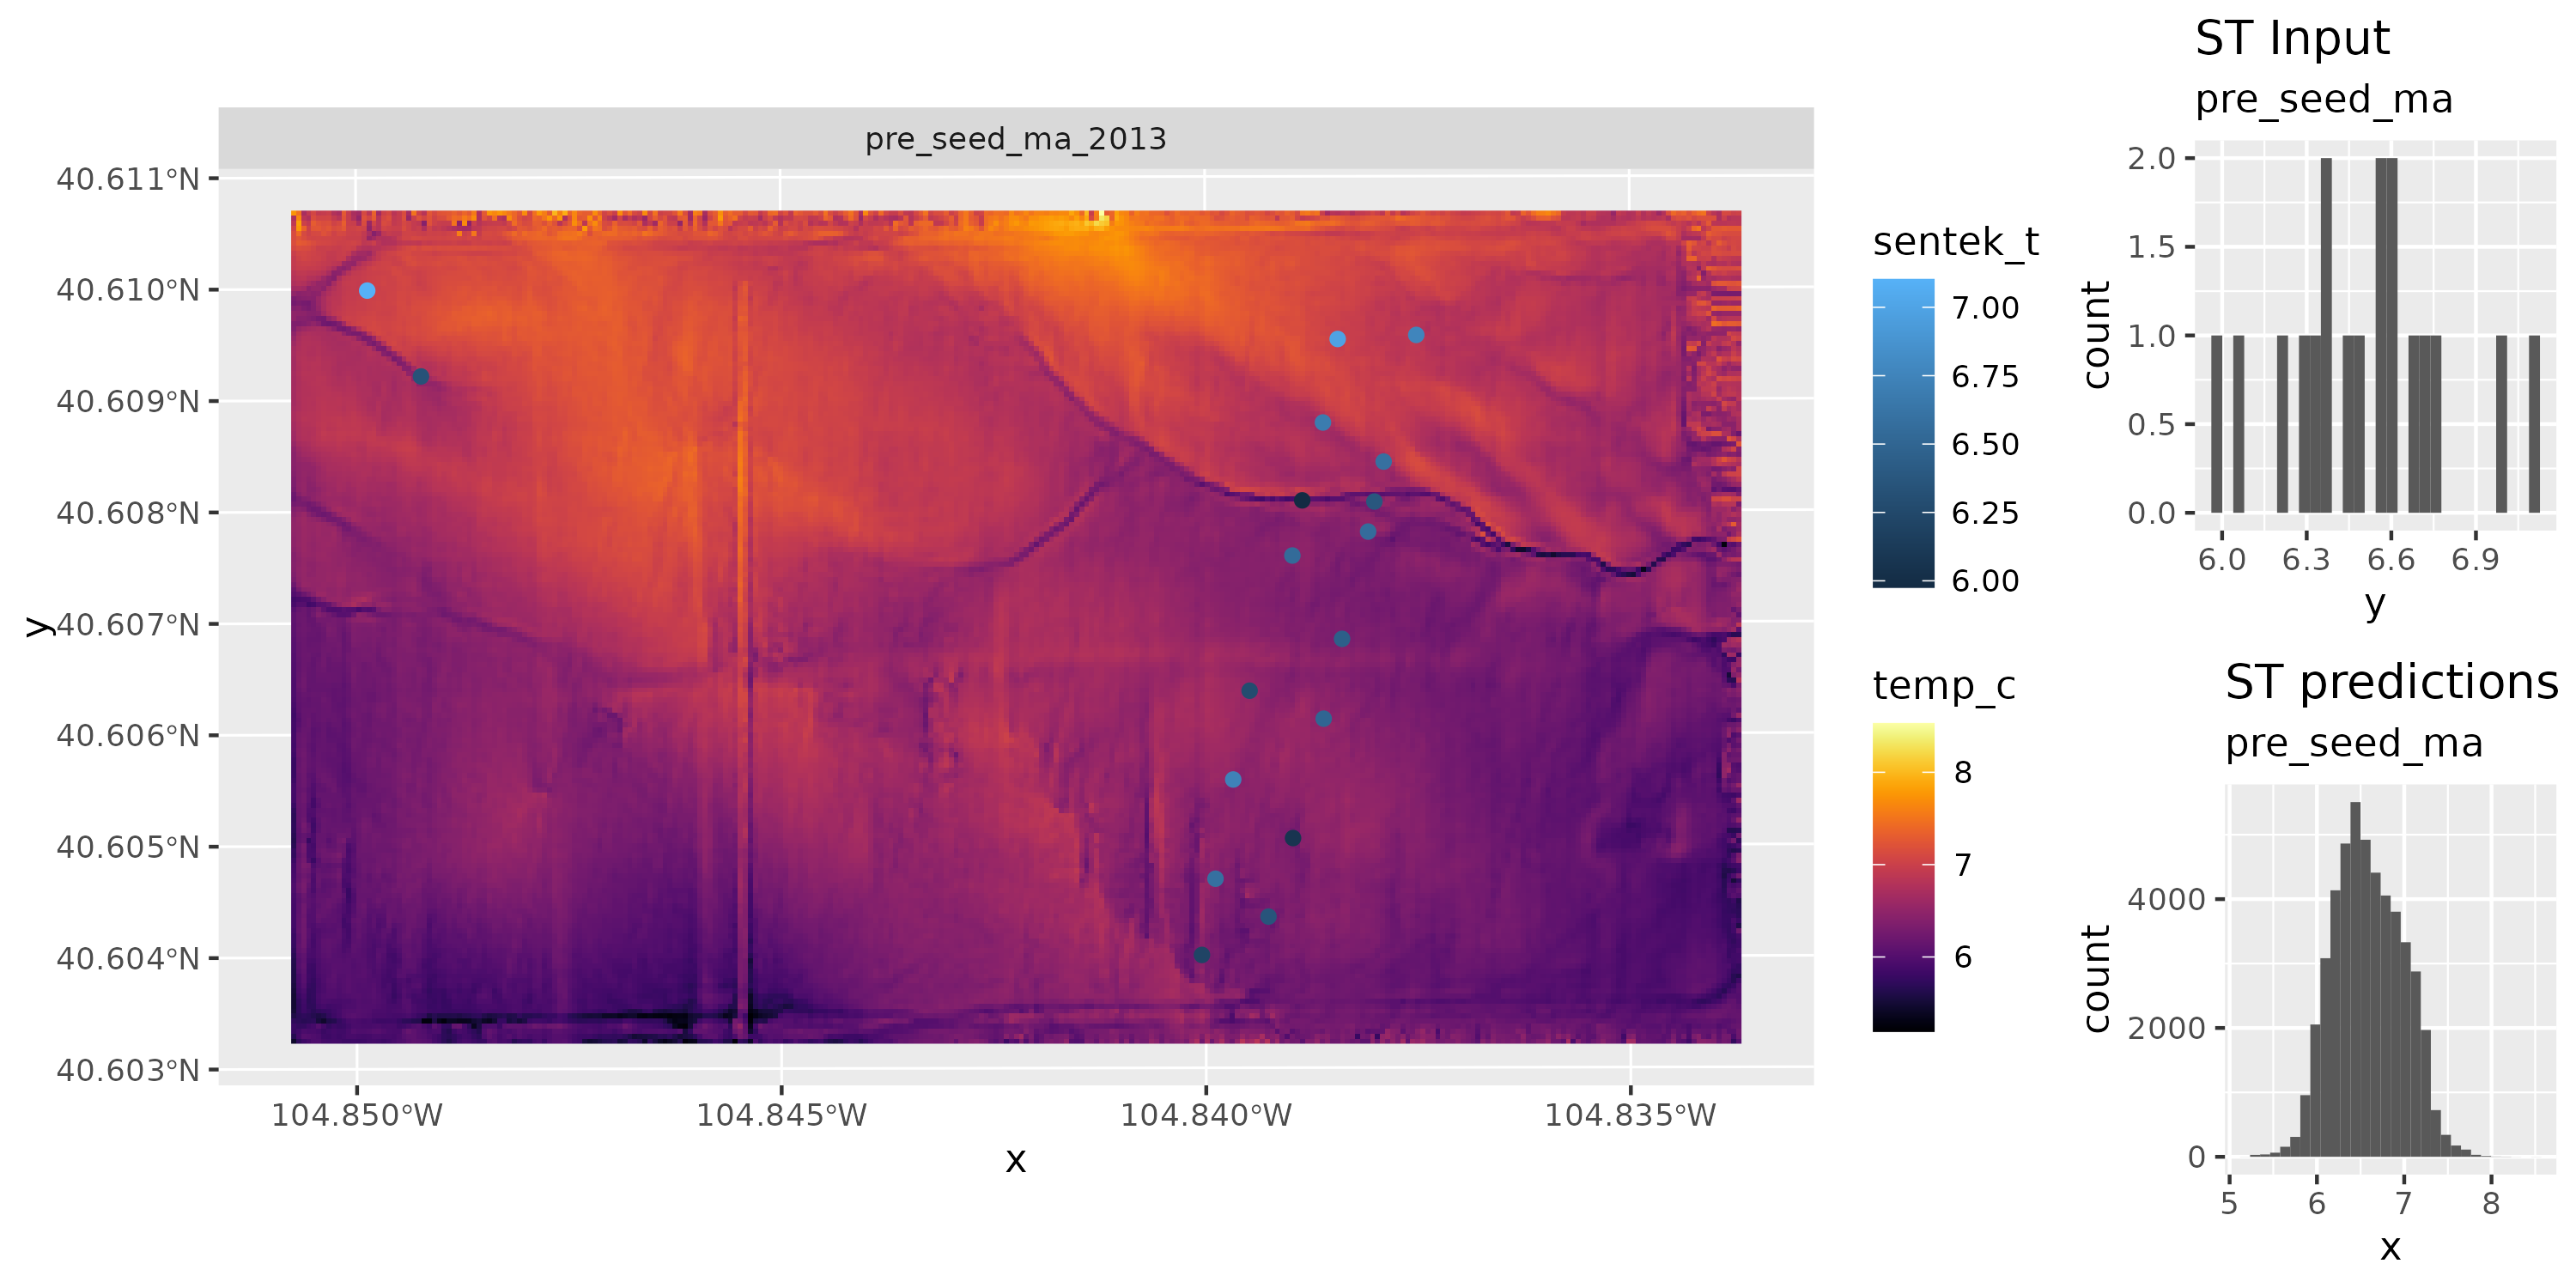 pre_seed_ma_2013
40.611°N
40.610°N
40.609°N
40.608°N
40.607°N
40.606°N
40.605°N
40.604°N
40.603°N
y
104.850°W
104.845°W
104.840°W
104.835°W
x
sentek_t
7.00
6.75
6.50
6.25
6.00
temp_c
8
7
6
ST Input
pre_seed_ma
2.0
1.5
1.0
0.5
0.0
count
6.0
6.3
6.6
6.9
y
ST predictions
pre_seed_ma
4000
2000
0
count
5
6
7
8
x